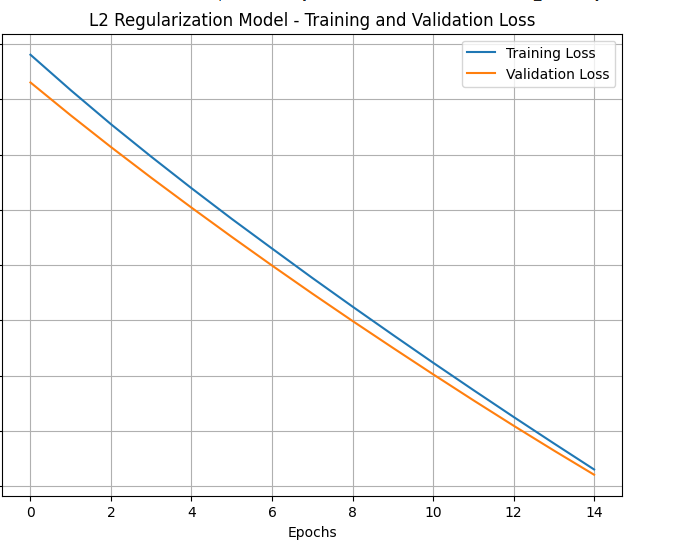 L2 Regularization Model - Training and Validation Loss
Training Loss
Validation Loss
0 2 4 6 8 10 12 14
Epochs